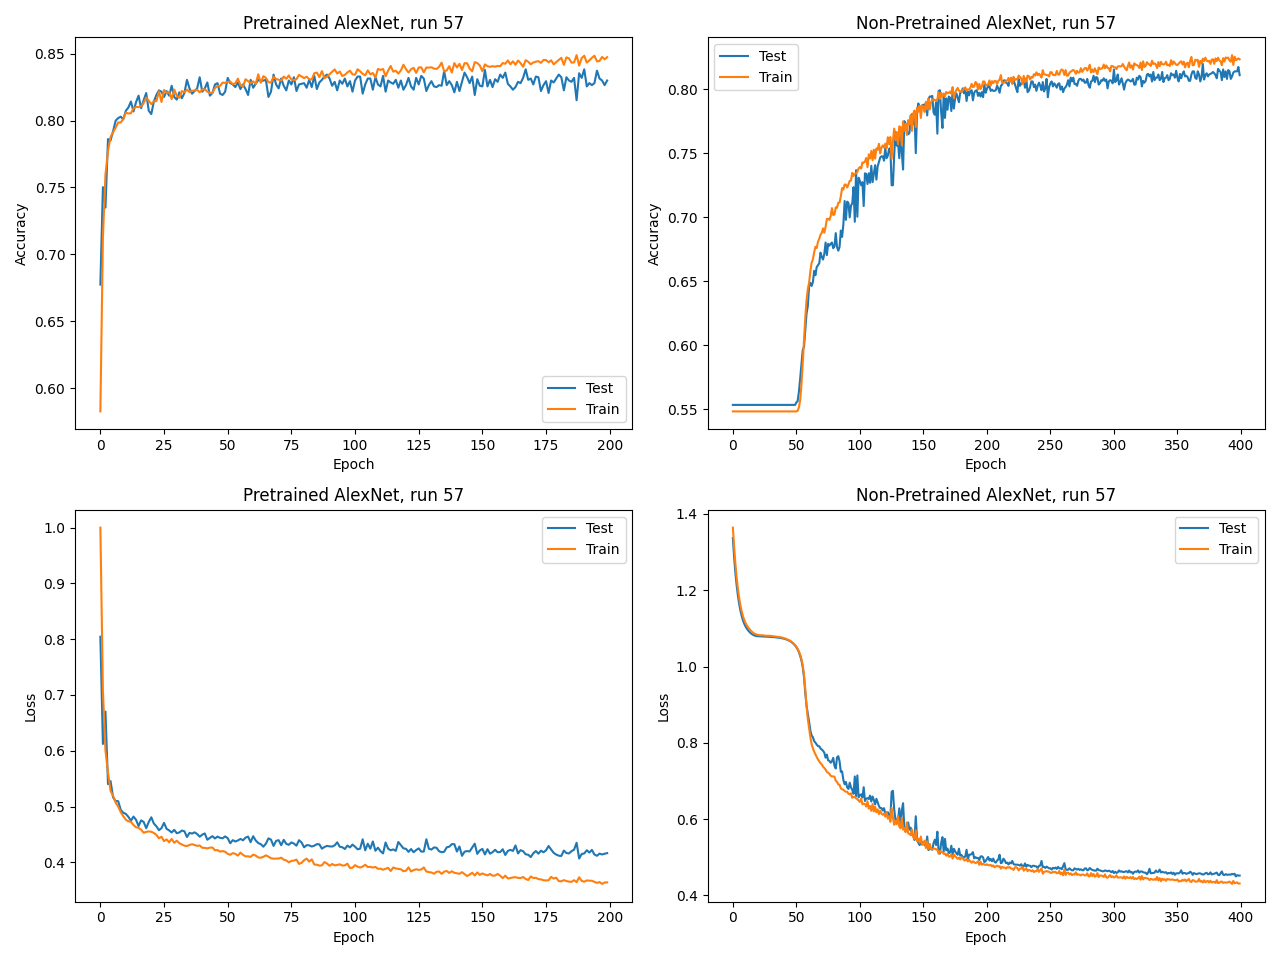 Pretrained AlexNet, run 57
0.85
0.80
0.75
0.70
0.65
0.60
Accuracy
Test
Train
0 25 50 75 100 125 150 175 200
Epoch
Non-Pretrained AlexNet, run 57
Test
Train
0.80
0.75
0.70
0.65
0.60
0.55
Accuracy
0 50 100 150 200 250 300 350 400
Epoch
Pretrained AlexNet, run 57
Test
Train
1.0
0.9
0.8
0.7
0.6
0.5
0.4
Loss
0 25 50 75 100 125 150 175 200
Epoch
Non-Pretrained AlexNet, run 57
Test
Train
1.4
1.2
1.0
0.8
0.6
0.4
Loss
0 50 100 150 200 250 300 350 400
Epoch